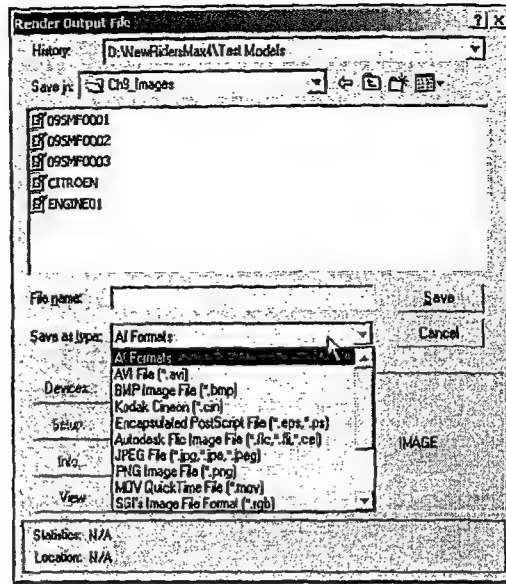 Render Output File
History: D:\NewRidersMax4\Test Models
Save in: Ch9_Images
09SMF0001
09SMF0002
09SMF0003
CITROEN
ENGINE01
File name: Save
Save as type: All Formats Cancel
All Formats
AVI File (*.avi)
Devices BMP Image File (*.bmp)
Kodak Cineon (*.cin)
Setup Encapsulated PostScript File (*.eps,*.ps)
Autodesk Flic Image File (*.flc,*.fli,*.cel)
IMAGE
Info JPEG File (*.jpg,*.jpe,*.jpeg)
PNG Image File (*.png)
View MOV QuickTime File (*.mov)
SGI's Image File Format (*.rgb)
Statistics: N/A
Location: N/A